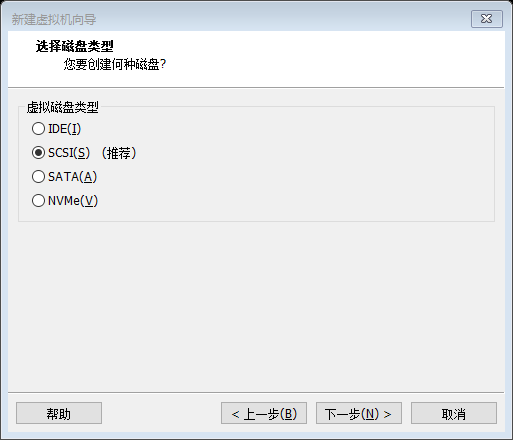 新建虚拟机向导
选择磁盘类型
您要创建何种磁盘?
虚拟磁盘类型
IDE(I)
SCSI(S) （推荐）
SATA(A)
NVMe(V)
帮助
< 上一步(B)
下一步(N) >
取消